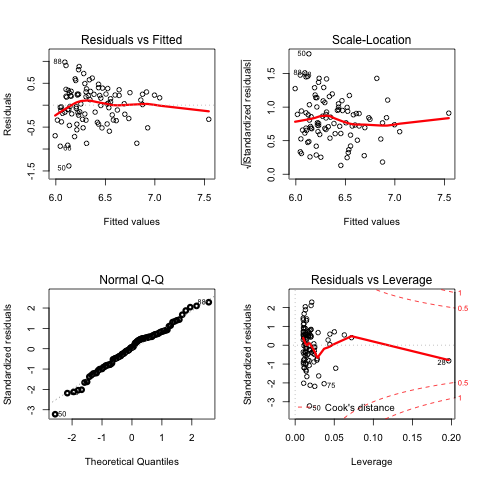 Residuals vs Fitted
Residuals
0.5
-0.5
-1.5
88
50
6.0 6.5 7.0 7.5
Fitted values
Scale-Location
√|Standardized residuals|
1.5
1.0
0.5
0.0
50
88
6.0 6.5 7.0 7.5
Fitted values
Normal Q-Q
Standardized residuals
2
1
0
-1
-2
-3
88
50
-2 -1 0 1 2
Theoretical Quantiles
Residuals vs Leverage
Standardized residuals
2
1
0
-1
-2
-3
1
0.5
28
0.5
75
1
50
Cook's distance
0.00 0.05 0.10 0.15 0.20
Leverage